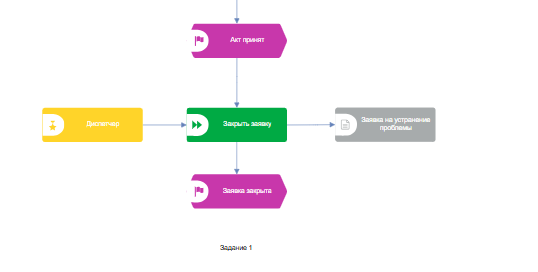 Акт принят
Диспетчер
Закрыть заявку
Заявка на устранение
проблемы
Заявка закрыта
Задание 1